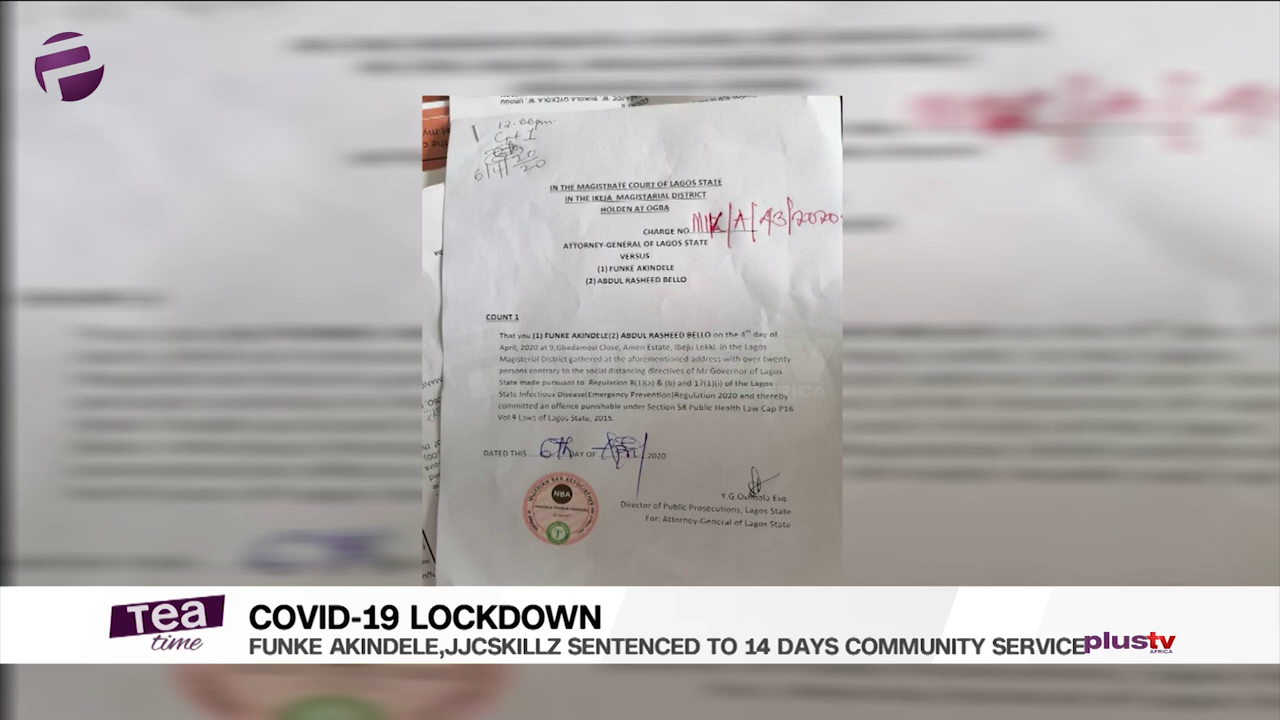 12:00pm
Crt 1
6/4/2020
IN THE MAGISTRATE COURT OF LAGOS STATE
IN THE IKEJA MAGISTARIAL DISTRICT
HOLDEN AT OGBA
CHARGE NO MIK/A/43/2020
ATTORNEY-GENERAL OF LAGOS STATE
VERSUS
(1) FUNKE AKINDELE
(2) ABDUL RASHEED BELLO
COUNT 1
That you (1) FUNKE AKINDELE(2) ABDUL RASHEED BELLO on the 4th day of
April, 2020 at 9,Gbadamosi Close, Amen Estate, Ibeju Lekki in the Lagos
Magisterial District gathered at the aforementioned address with over twenty
persons contrary to the social distancing directives of Mr Governor of Lagos
State made pursuant to Regulation 8(1)(a) & (b) and 17(1)(i) of the Lagos
State Infectious Disease(Emergency Prevention)Regulation 2020 and thereby
committed an offence punishable under Section 58 Public Health Law Cap P16
Vol.9 Laws of Lagos State, 2015.
DATED THIS 6th DAY OF April 2020
NIGERIAN BAR ASSOCIATION
NBA
Y.G. Esq.
Director of Public Prosecutions, Lagos State
For: Attorney-General of Lagos State
Tea
time
COVID-19 LOCKDOWN
FUNKE AKINDELE,JJCSKILLZ SENTENCED TO 14 DAYS COMMUNITY SERVICE
plustv
AFRICA